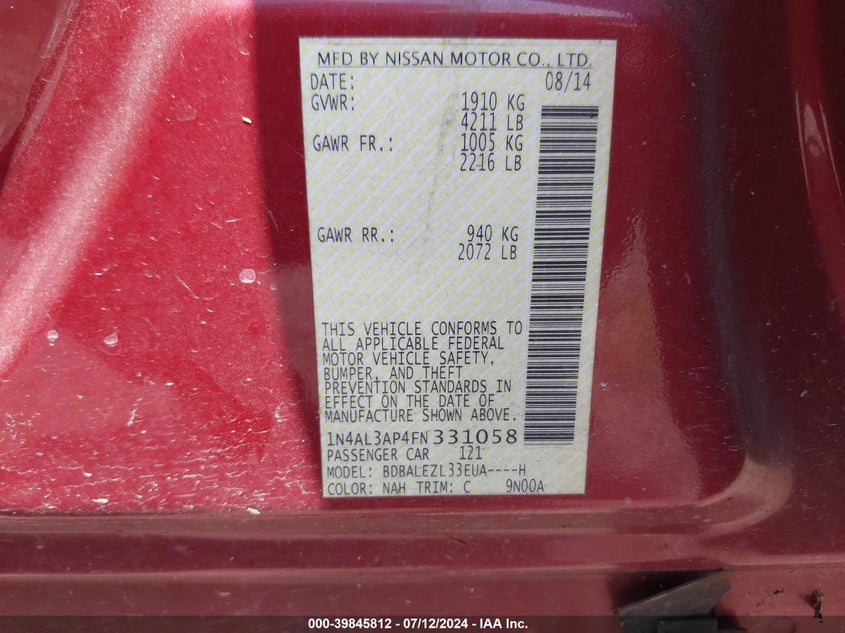 MFD BY NISSAN MOTOR CO., LTD.
DATE: 08/14
GVWR: 1910 KG
4211 LB
GAWR FR.: 1005 KG
2216 LB
GAWR RR.: 940 KG
2072 LB
THIS VEHICLE CONFORMS TO
ALL APPLICABLE FEDERAL
MOTOR VEHICLE SAFETY,
BUMPER, AND THEFT
PREVENTION STANDARDS IN
EFFECT ON THE DATE OF
MANUFACTURE SHOWN ABOVE.
1N4AL3AP4FN331058
PASSENGER CAR 121
MODEL: BDBALEZL33EUA----H
COLOR: NAH TRIM: C 9N00A
000-39845812 - 07/12/2024 - IAA Inc.